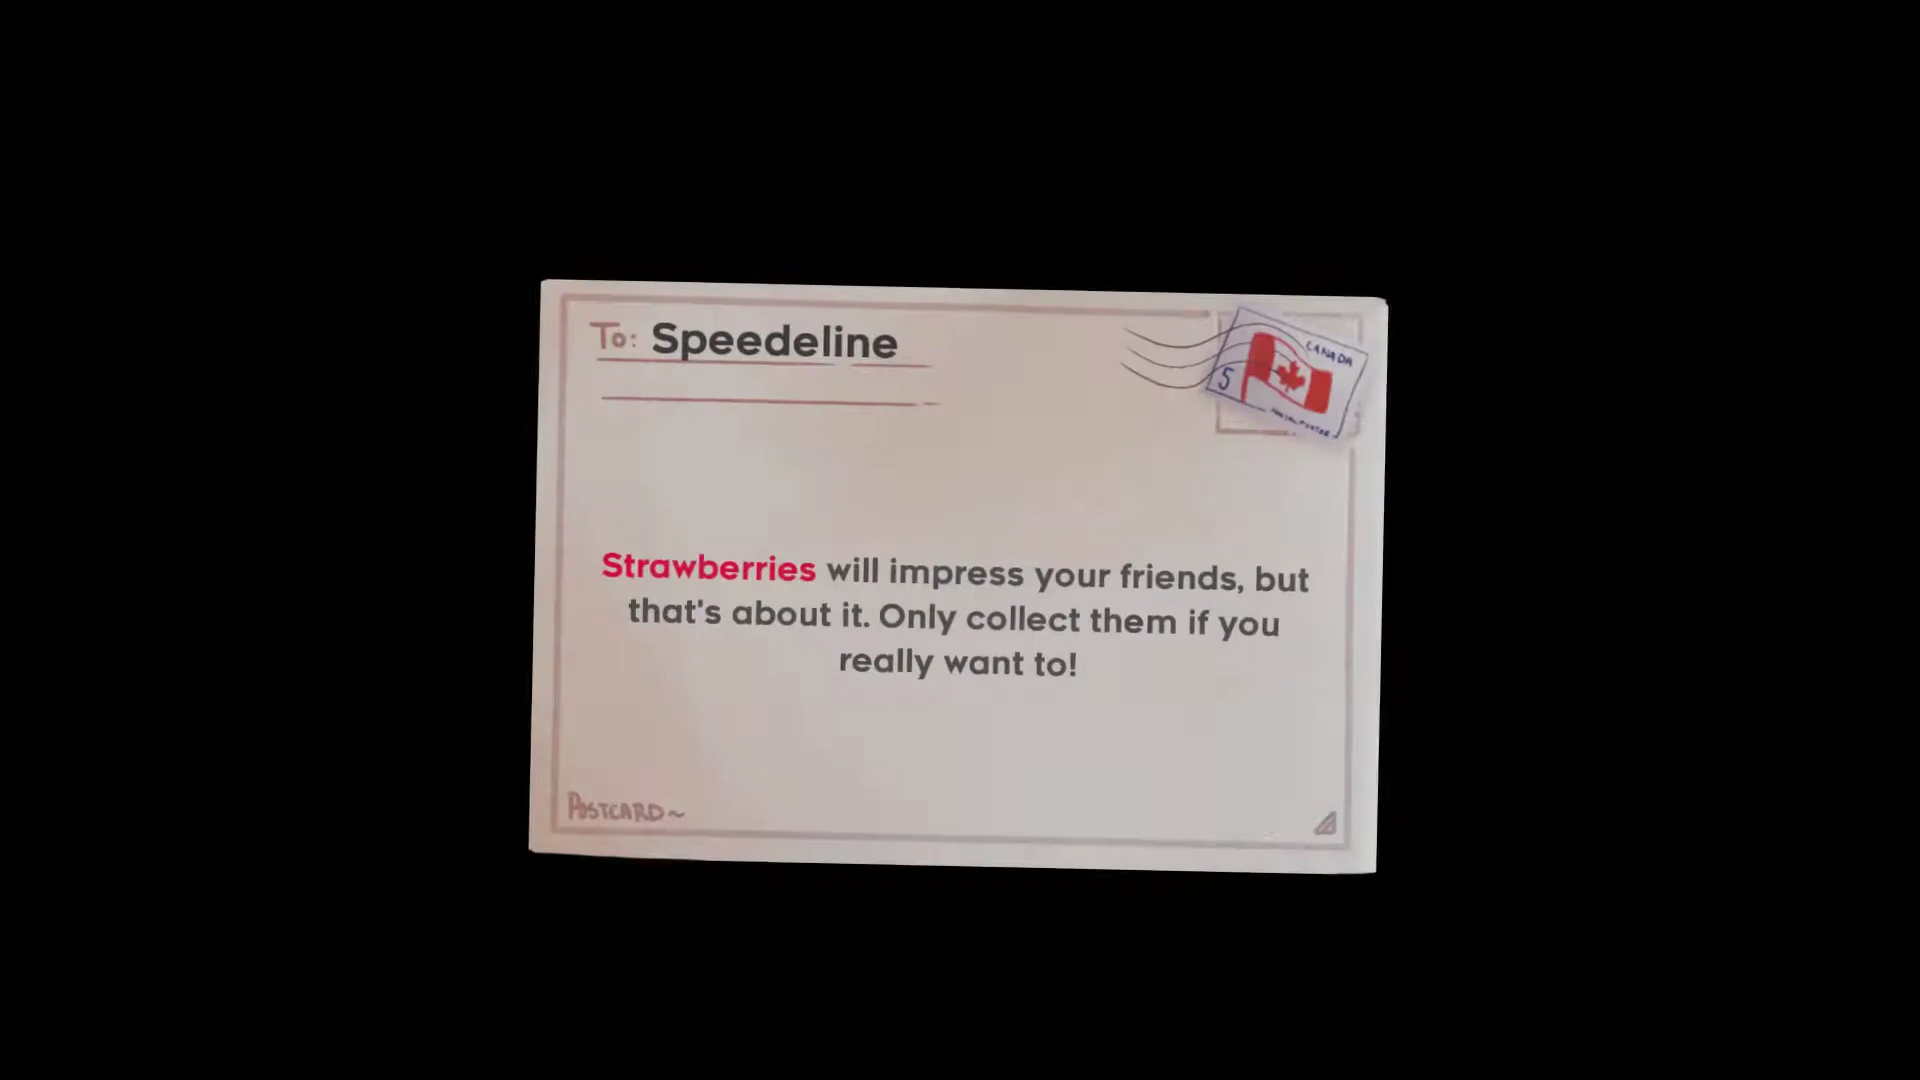 To: Speedeline
CANADA
5
Strawberries will impress your friends, but
that's about it. Only collect them if you
really want to!
POSTCARD~